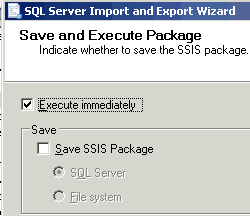 SQL Server Import and Export Wizard
Save and Execute Package
Indicate whether to save the SSIS package.
Execute immediately
Save
Save SSIS Package
SQL Server
File system